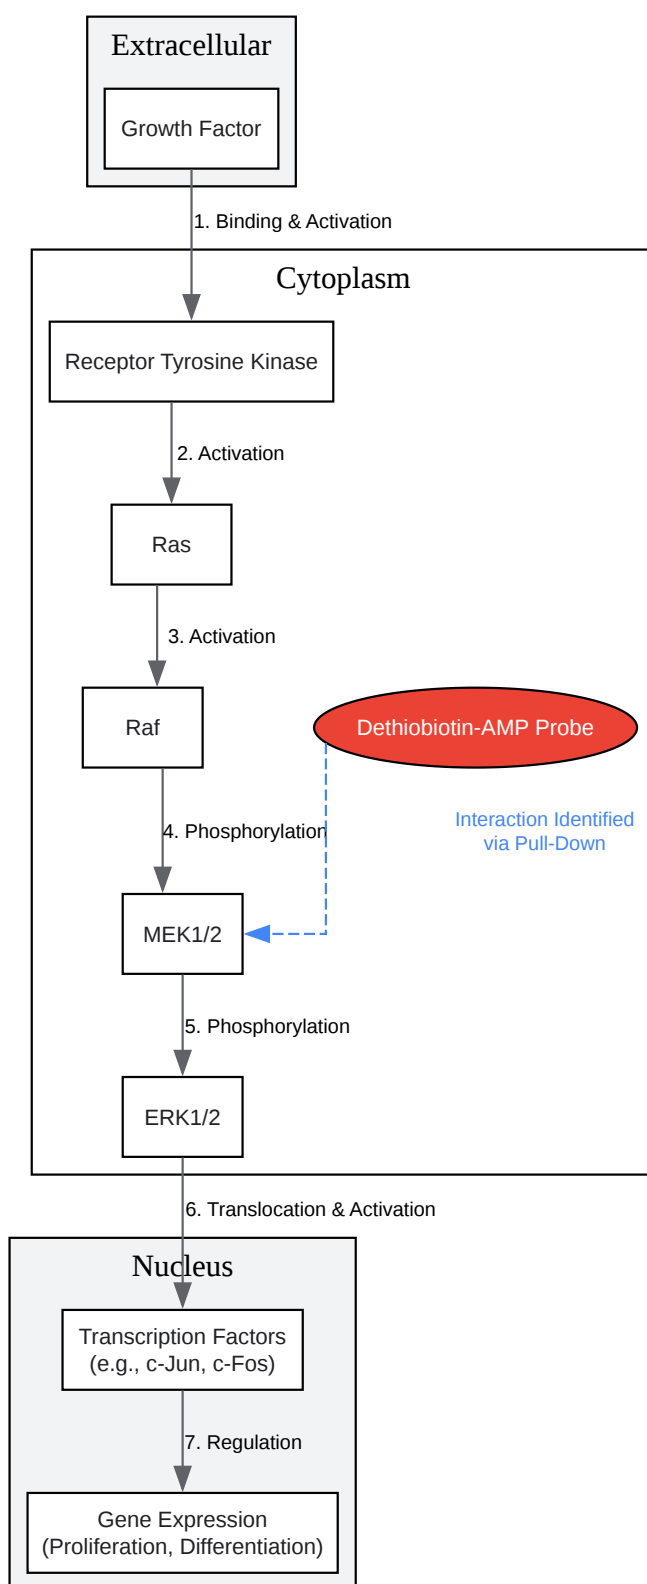 Extracellular
Growth Factor
1. Binding & Activation
Cytoplasm
Receptor Tyrosine Kinase
2. Activation
Ras
3. Activation
Raf
Dethiobiotin-AMP Probe
Interaction Identified
via Pull-Down
4. Phosphorylation
MEK1/2
5. Phosphorylation
ERK1/2
6. Translocation & Activation
Nucleus
Transcription Factors
(e.g., c-Jun, c-Fos)
7. Regulation
Gene Expression
(Proliferation, Differentiation)